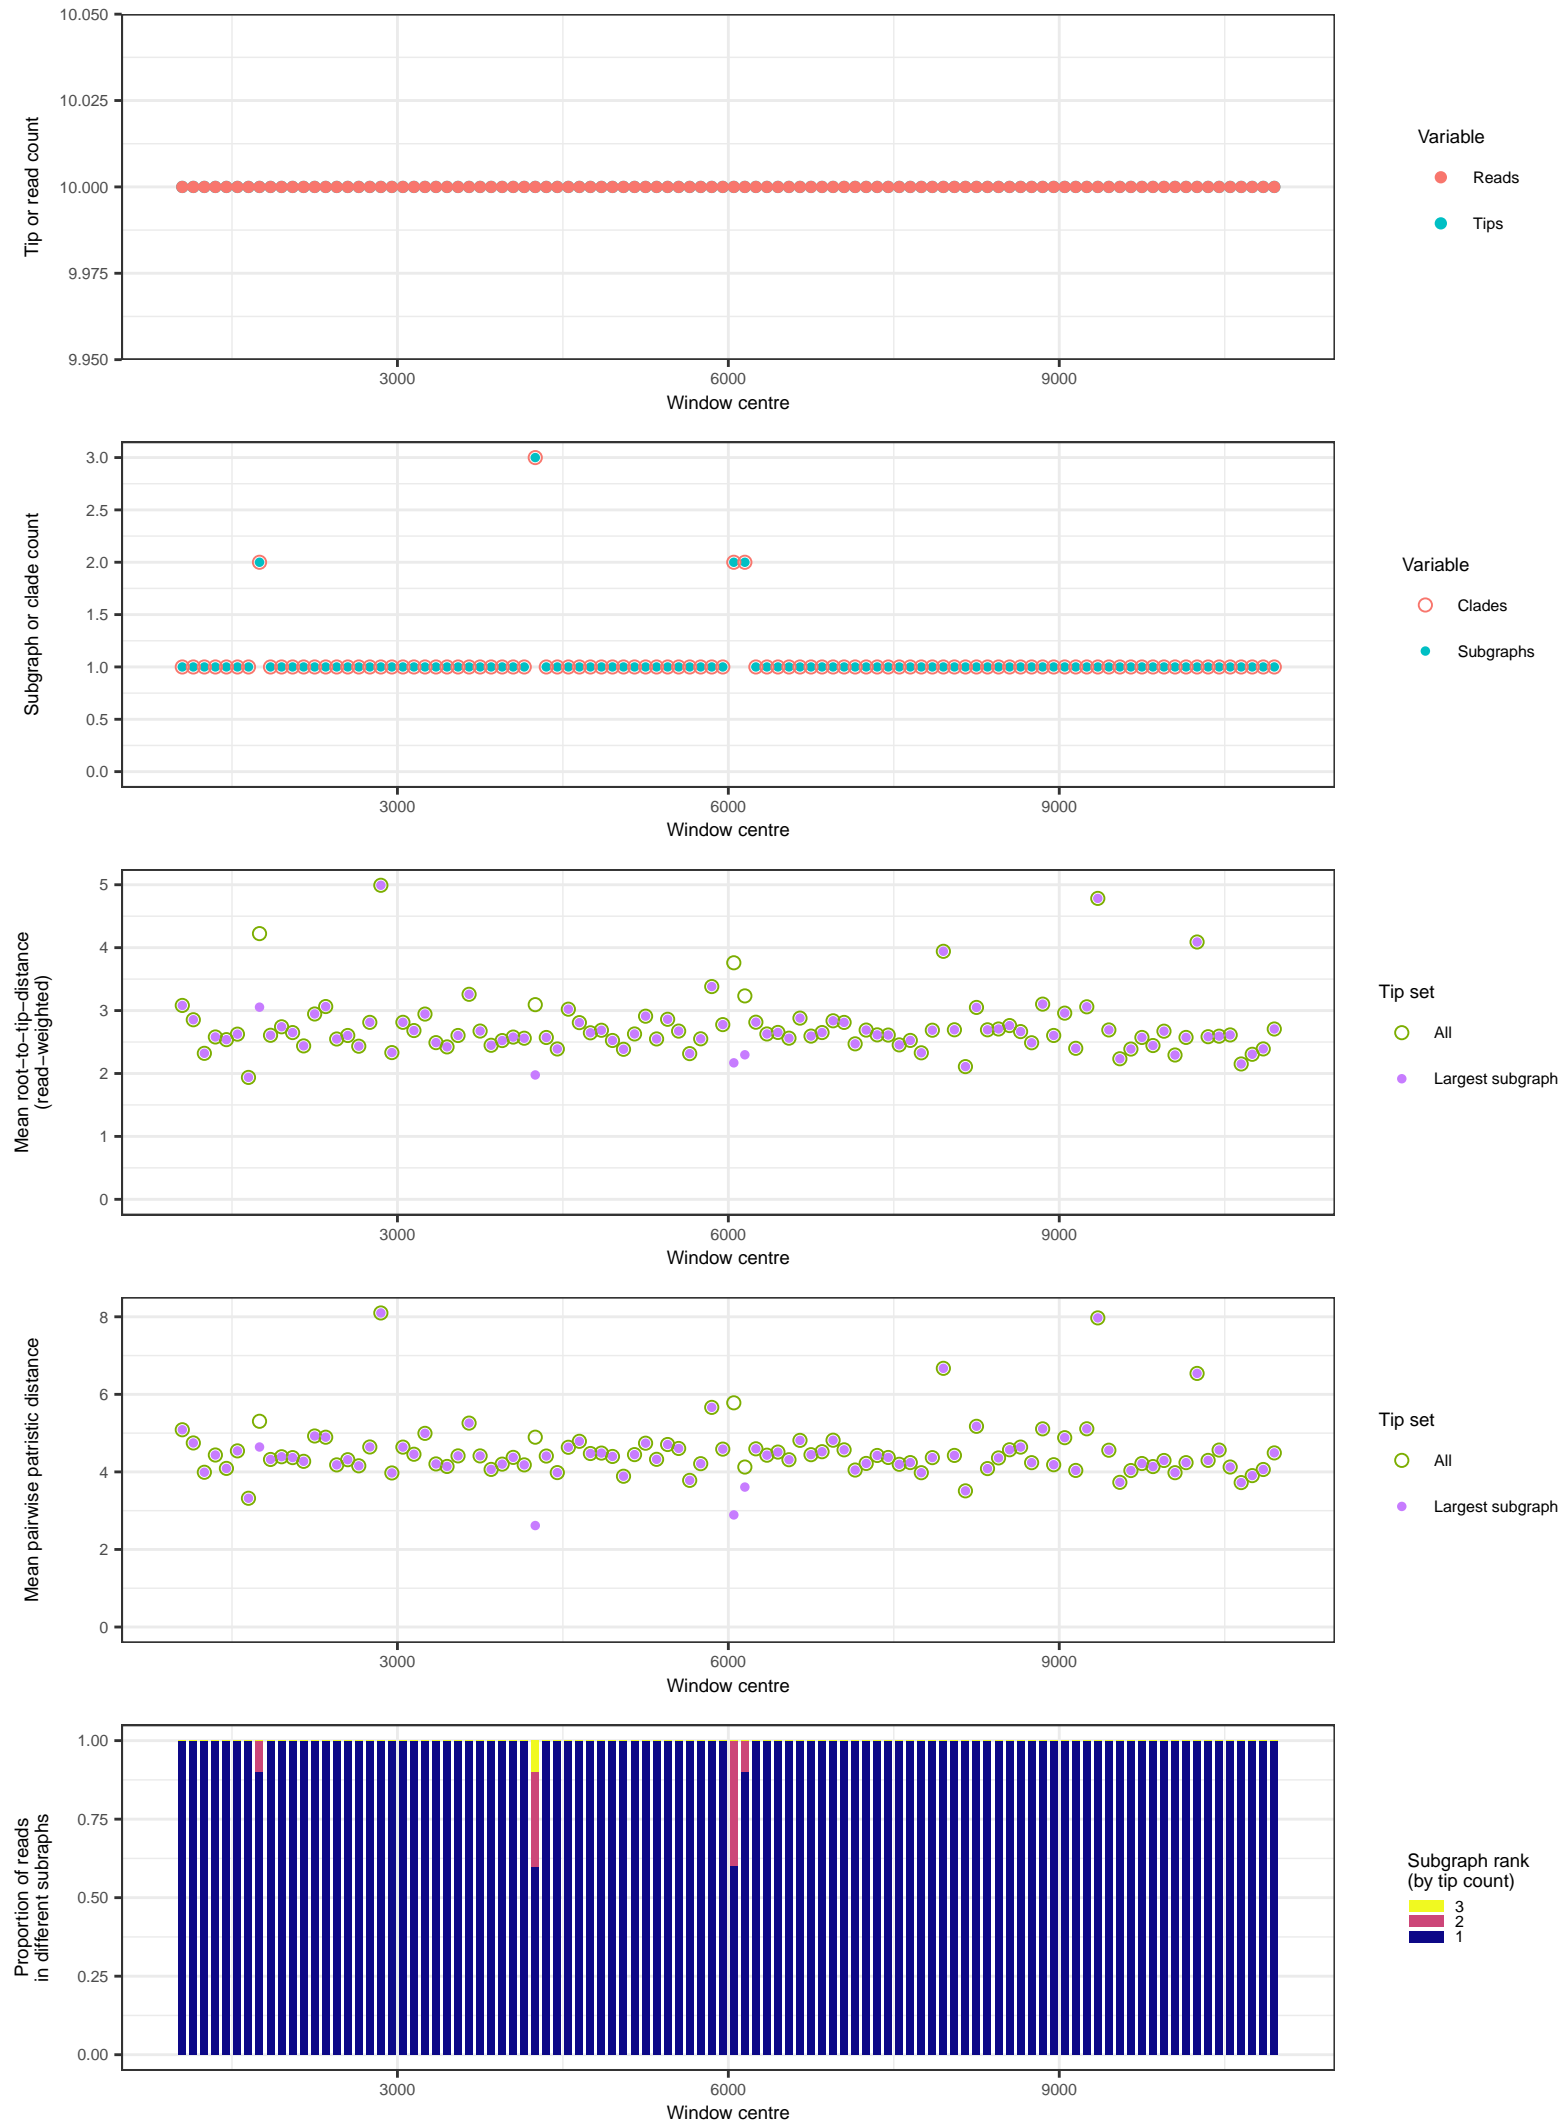 10.050
10.025
10.000
9.975
9.950
Tip or read count
3000 6000 9000
Window centre
Variable
Reads
Tips
3.0
2.5
2.0
1.5
1.0
0.5
0.0
Subgraph or clade count
3000 6000 9000
Window centre
Variable
Clades
Subgraphs
5
4
3
2
1
0
Mean root−to−tip−distance
(read−weighted)
3000 6000 9000
Window centre
Tip set
All
Largest subgraph
8
6
4
2
0
Mean pairwise patristic distance
3000 6000 9000
Window centre
Tip set
All
Largest subgraph
1.00
0.75
0.50
0.25
0.00
Proportion of reads
in different subraphs
3000 6000 9000
Window centre
Subgraph rank
(by tip count)
3
2
1